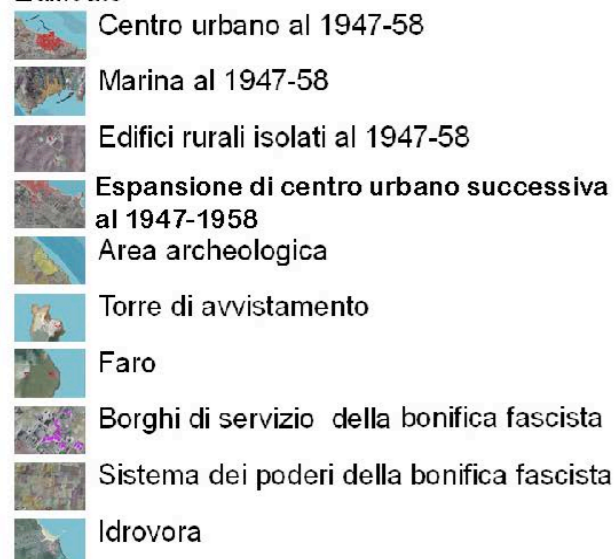 Centro urbano al 1947-58
Marina al 1947-58
Edifici rurali isolati al 1947-58
Espansione di centro urbano successiva
al 1947-1958
Area archeologica
Torre di avvistamento
Faro
Borghi di servizio della bonifica fascista
Sistema dei poderi della bonifica fascista
Idrovora